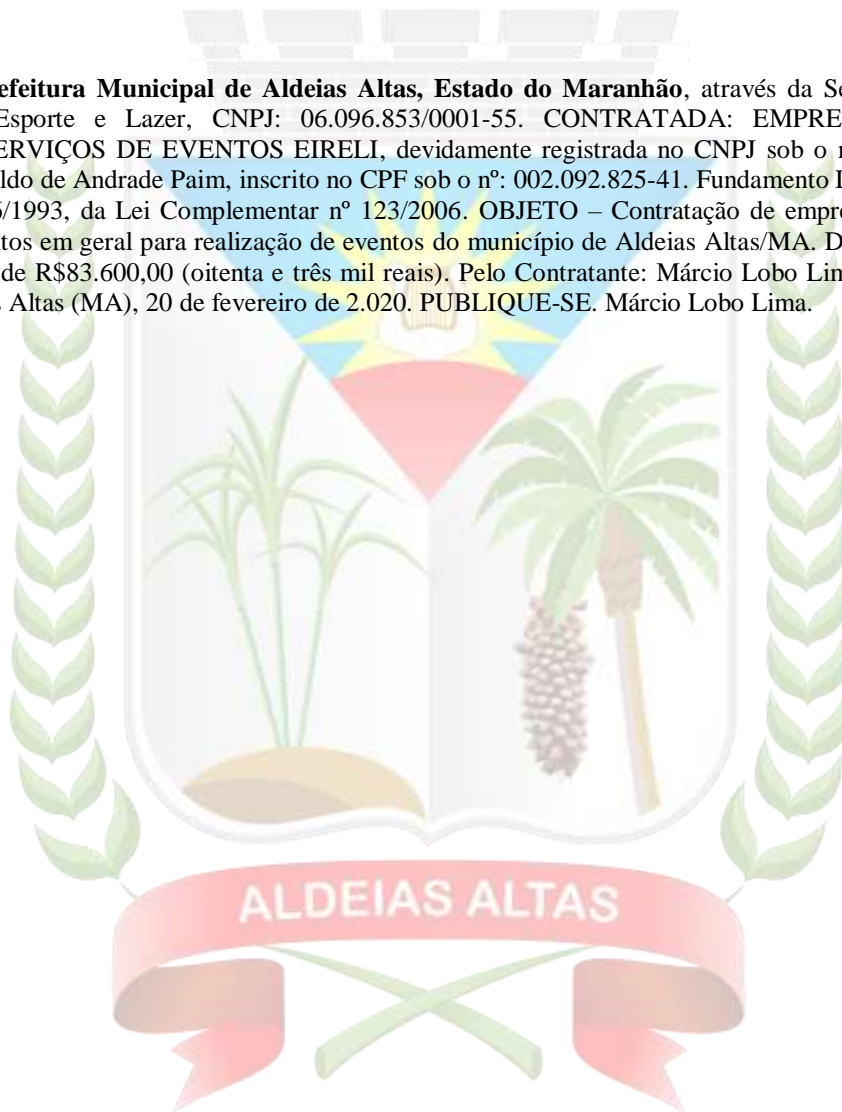 efeitura Municipal de Aldeias Altas, Estado do Maranhão, através da Se
Esporte e Lazer, CNPJ: 06.096.853/0001-55. CONTRATADA: EMPRE
ERVIÇOS DE EVENTOS EIRELI, devidamente registrada no CNPJ sob o n
ldo de Andrade Paim, inscrito no CPF sob o nº: 002.092.825-41. Fundamento
6/1993, da Lei Complementar nº 123/2006. OBJETO – Contratação de empre
tos em geral para realização de eventos do município de Aldeias Altas/MA. D
de R$83.600,00 (oitenta e três mil reais). Pelo Contratante: Márcio Lobo Lim
s Altas (MA), 20 de fevereiro de 2.020. PUBLIQUE-SE. Márcio Lobo Lima.
ALDEIAS ALTAS